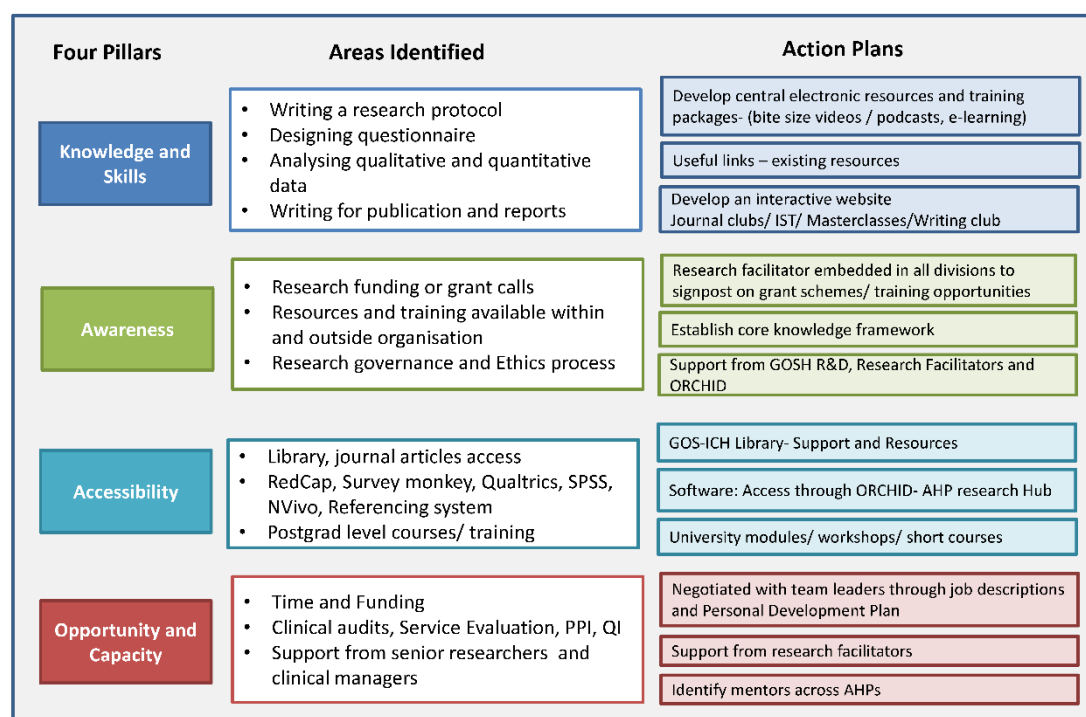 Four Pillars
Areas Identified
Action Plans
Knowledge and
Skills
• Writing a research protocol
• Designing questionnaire
• Analysing qualitative and quantitative
data
• Writing for publication and reports
Develop central electronic resources and training
packages- (bite size videos / podcasts, e-learning)
Useful links – existing resources
Develop an interactive website
Journal clubs/ IST/ Masterclasses/Writing club
Awareness
• Research funding or grant calls
• Resources and training available within
and outside organisation
• Research governance and Ethics process
Research facilitator embedded in all divisions to
signpost on grant schemes/ training opportunities
Establish core knowledge framework
Support from GOSH R&D, Research Facilitators and
ORCHID
Accessibility
• Library, journal articles access
• RedCap, Survey monkey, Qualtrics, SPSS,
NVivo, Referencing system
• Postgrad level courses/ training
GOS-ICH Library- Support and Resources
Software: Access through ORCHID- AHP research Hub
University modules/ workshops/ short courses
Opportunity and
Capacity
• Time and Funding
• Clinical audits, Service Evaluation, PPI, QI
• Support from senior researchers and
clinical managers
Negotiated with team leaders through job descriptions
and Personal Development Plan
Support from research facilitators
Identify mentors across AHPs